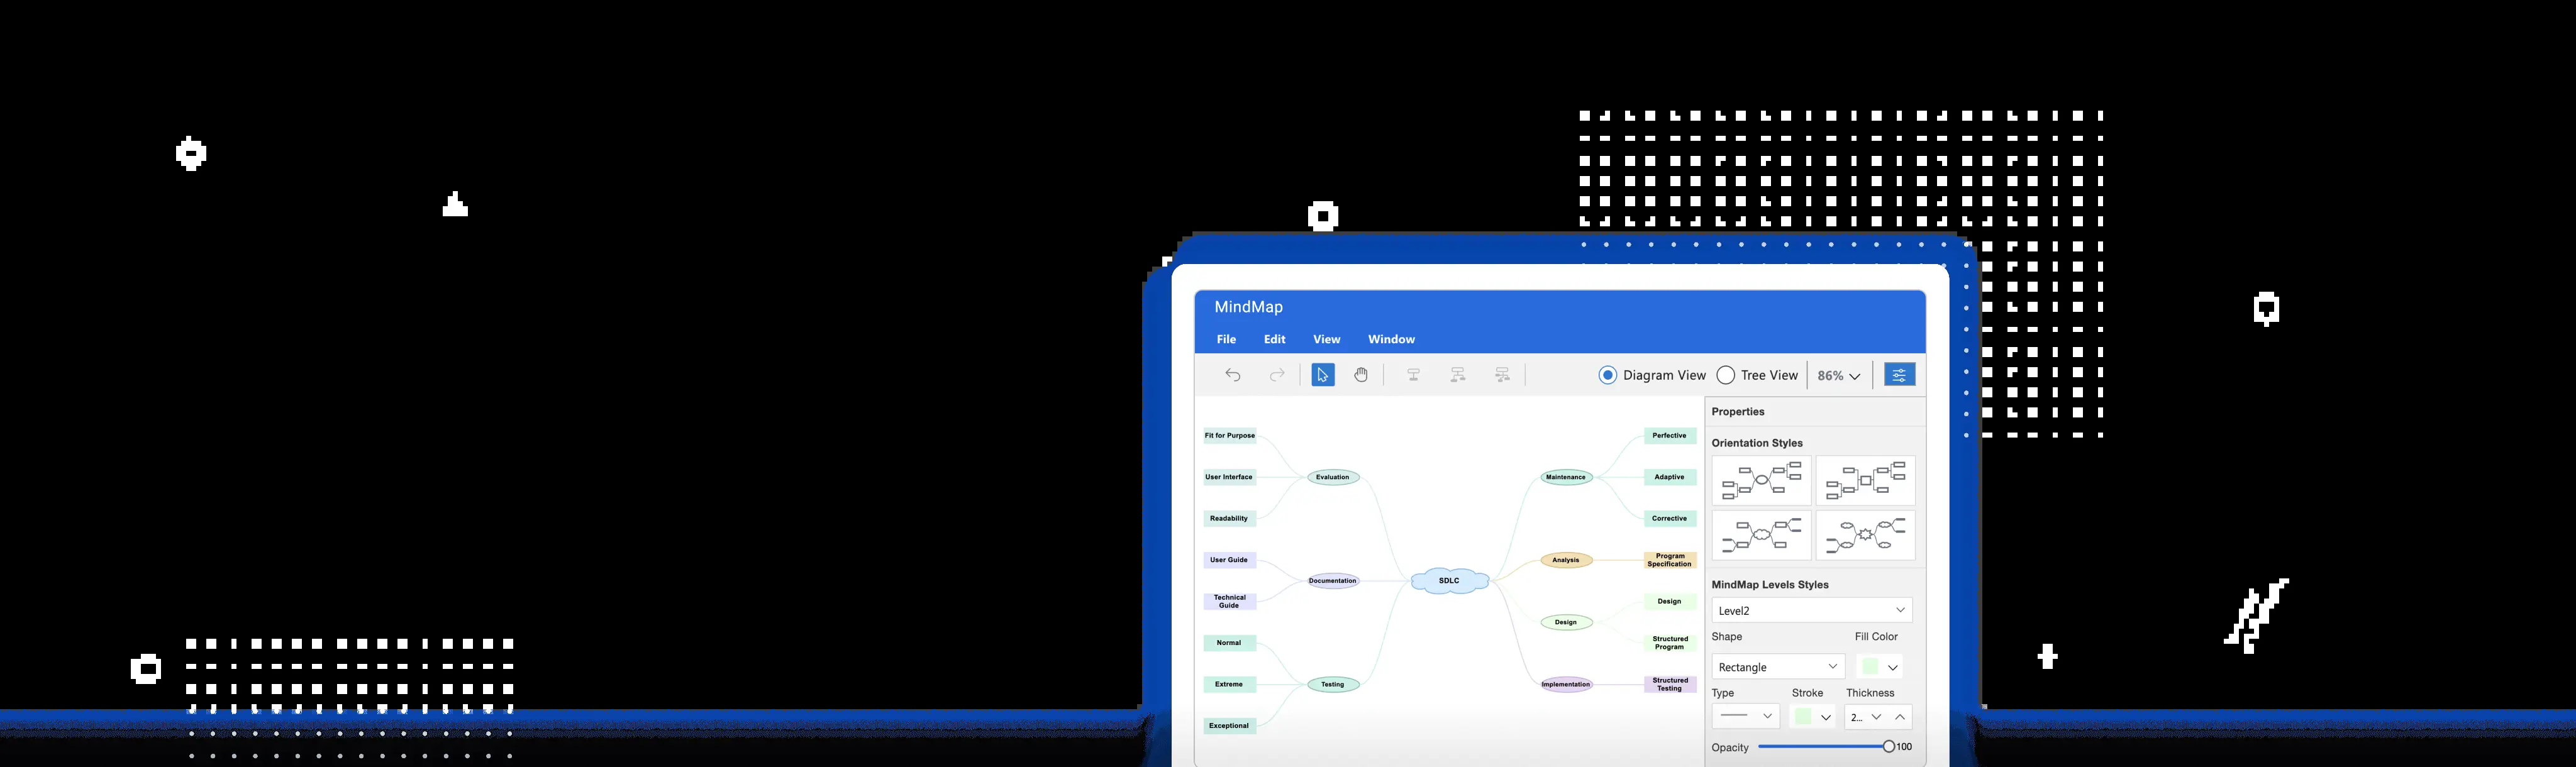 MindMap
File Edit View Window
Diagram View Tree View 86%
Fit for Purpose
User Interface
Readability
User Guide
Technical
Guide
Normal
Extreme
Exceptional
Evaluation
Documentation
Testing
SDLC
Maintenance
Analysis
Design
Implementation
Perfective
Adaptive
Corrective
Program
Specification
Design
Structured
Program
Structured
Testing
Properties
Orientation Styles
MindMap Levels Styles
Level2
Shape Fill Color
Rectangle
Type Stroke Thickness
2...
Opacity 100